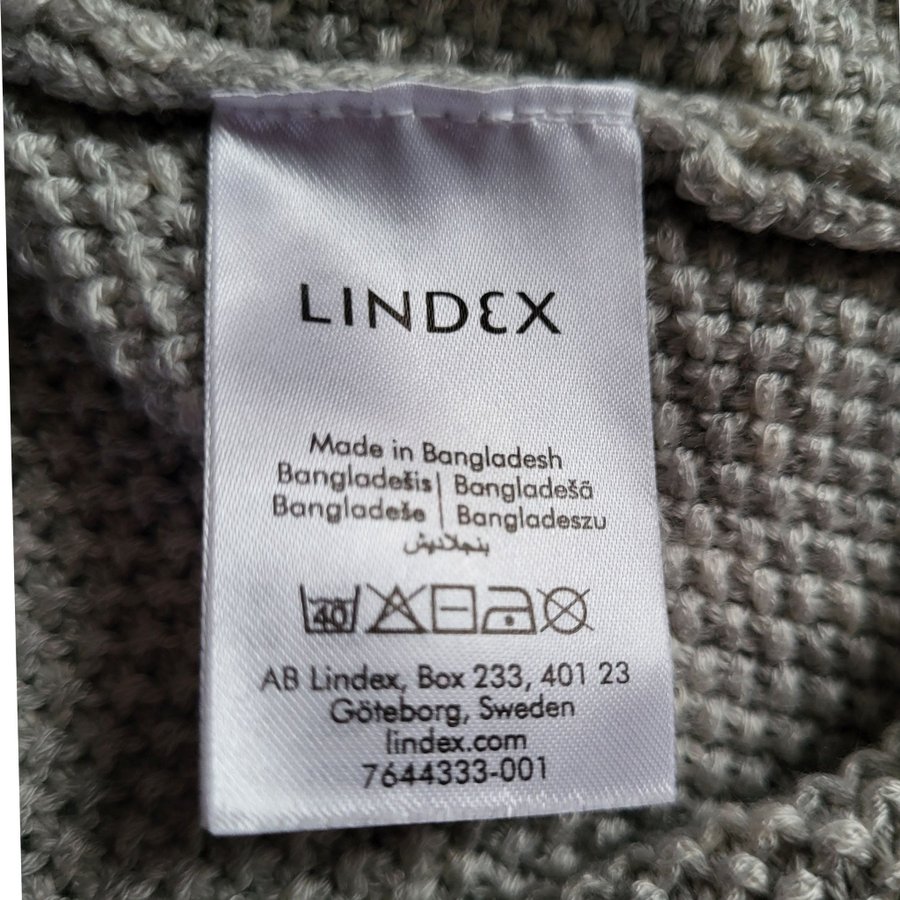 LINDEX
Made in Bangladesh
Bangladešis | Bangladešā
Bangladeše | Bangladeszu
بنجلاديش
40
AB Lindex, Box 233, 401 23
Göteborg, Sweden
lindex.com
7644333-001